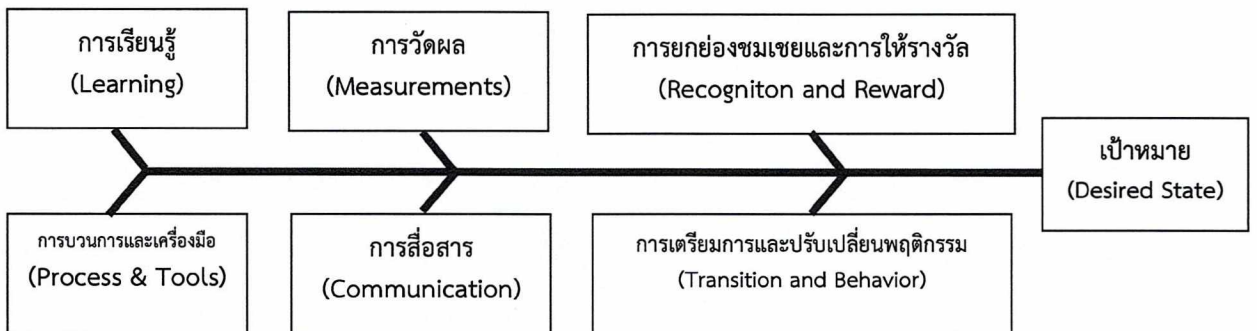 การเรียนรู้
(Learning)
การวัดผล
(Measurements)
การยกย่องชมเชยและการให้รางวัล
(Recogniton and Reward)
เป้าหมาย
(Desired State)
การบวนการและเครื่องมือ
(Process & Tools)
การสื่อสาร
(Communication)
การเตรียมการและปรับเปลี่ยนพฤติกรรม
(Transition and Behavior)